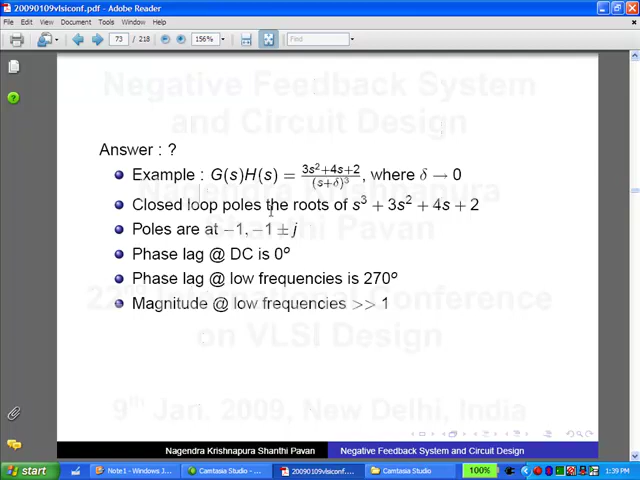 20090109vlsiconf.pdf - Adobe Reader
File Edit View Document Tools Window Help
73 / 218 156% Find
Negative Feedback System
and Circuit Design
Answer : ?
Example : G(s)H(s) = (3s²+4s+2)/(s+δ)³, where δ → 0
Nagendra Krishnapura
Closed loop poles the roots of s³ + 3s² + 4s + 2
Shanthi Pavan
Poles are at −1, −1 ± j
Phase lag @ DC is 0°
Phase lag @ low frequencies is 270°
22nd International Conference
Magnitude @ low frequencies >> 1
on VLSI Design
9th Jan. 2009, New Delhi, India
Nagendra Krishnapura Shanthi Pavan Negative Feedback System and Circuit Design
start Note1 - Windows J... Camtasia Studio - ... 20090109vlsiconf.... Camtasia Studio 100% 1:39 PM